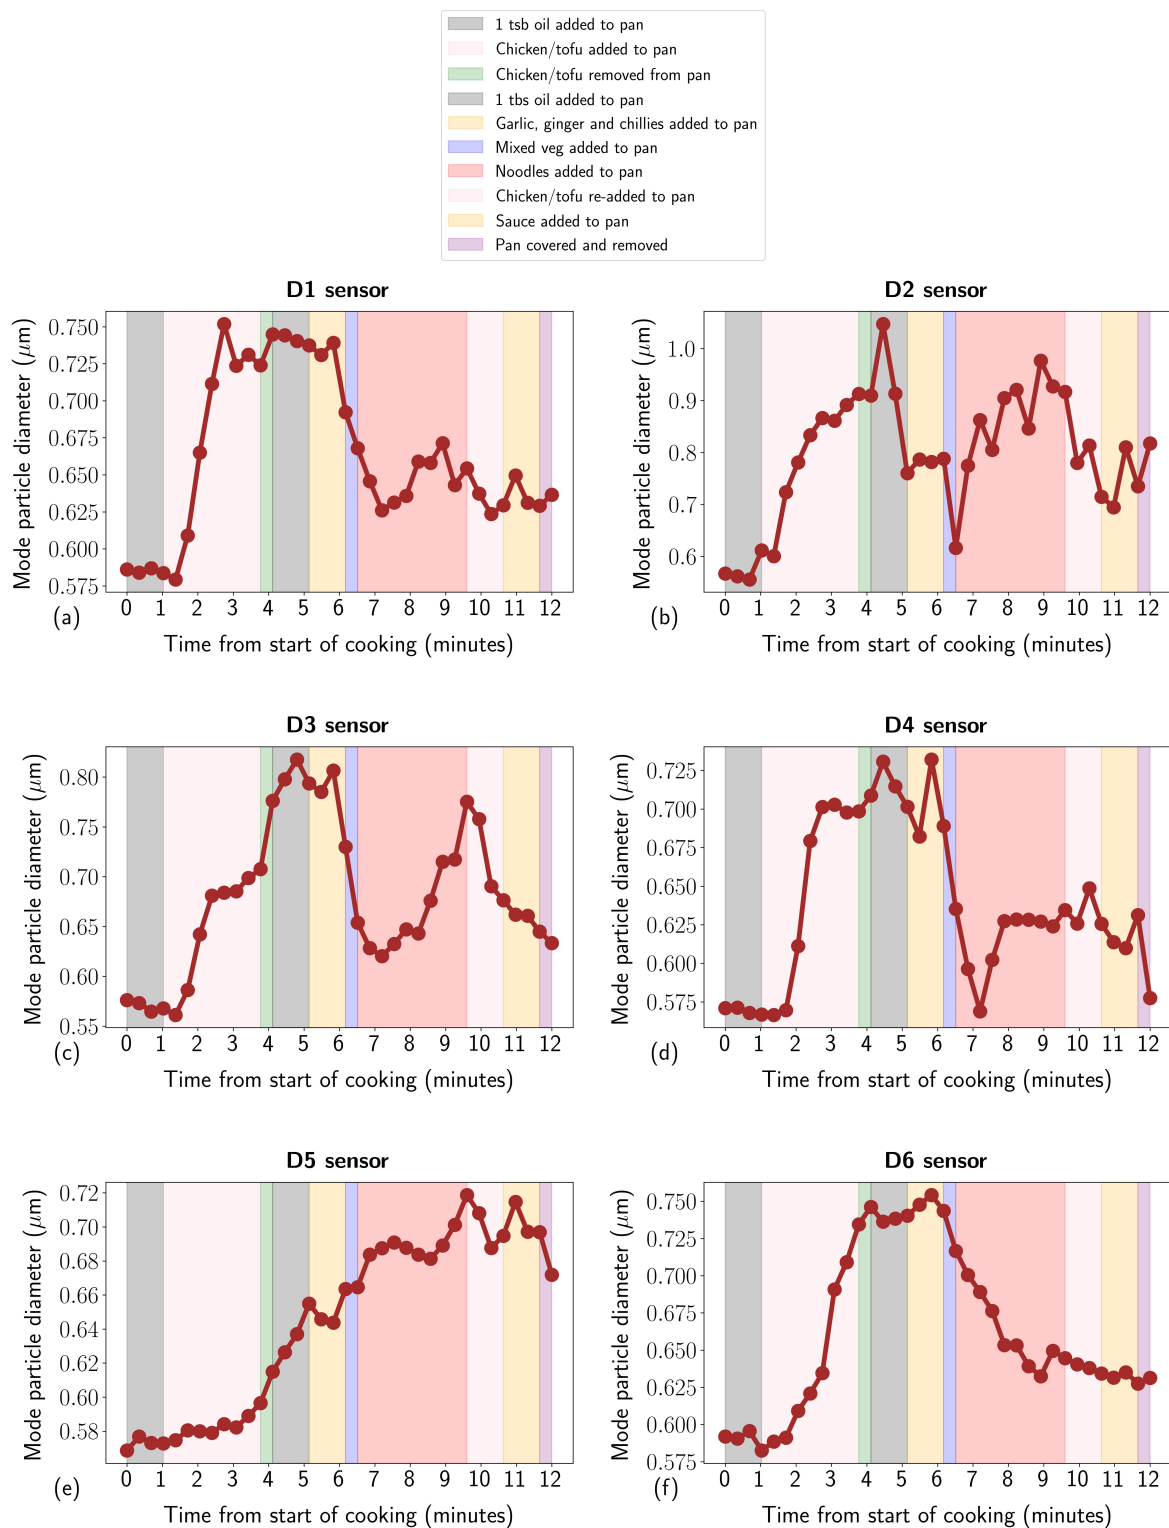 1 tsb oil added to pan
Chicken/tofu added to pan
Chicken/tofu removed from pan
1 tbs oil added to pan
Garlic, ginger and chillies added to pan
Mixed veg added to pan
Noodles added to pan
Chicken/tofu re-added to pan
Sauce added to pan
Pan covered and removed
D1 sensor
Mode particle diameter (μm)
0.750
0.725
0.700
0.675
0.650
0.625
0.600
0.575
0 1 2 3 4 5 6 7 8 9 10 11 12
(a)
Time from start of cooking (minutes)
D2 sensor
Mode particle diameter (μm)
1.0
0.9
0.8
0.7
0.6
0 1 2 3 4 5 6 7 8 9 10 11 12
(b)
Time from start of cooking (minutes)
D3 sensor
Mode particle diameter (μm)
0.80
0.75
0.70
0.65
0.60
0.55
0 1 2 3 4 5 6 7 8 9 10 11 12
(c)
Time from start of cooking (minutes)
D4 sensor
Mode particle diameter (μm)
0.725
0.700
0.675
0.650
0.625
0.600
0.575
0 1 2 3 4 5 6 7 8 9 10 11 12
(d)
Time from start of cooking (minutes)
D5 sensor
Mode particle diameter (μm)
0.72
0.70
0.68
0.66
0.64
0.62
0.60
0.58
0 1 2 3 4 5 6 7 8 9 10 11 12
(e)
Time from start of cooking (minutes)
D6 sensor
Mode particle diameter (μm)
0.750
0.725
0.700
0.675
0.650
0.625
0.600
0.575
0 1 2 3 4 5 6 7 8 9 10 11 12
(f)
Time from start of cooking (minutes)